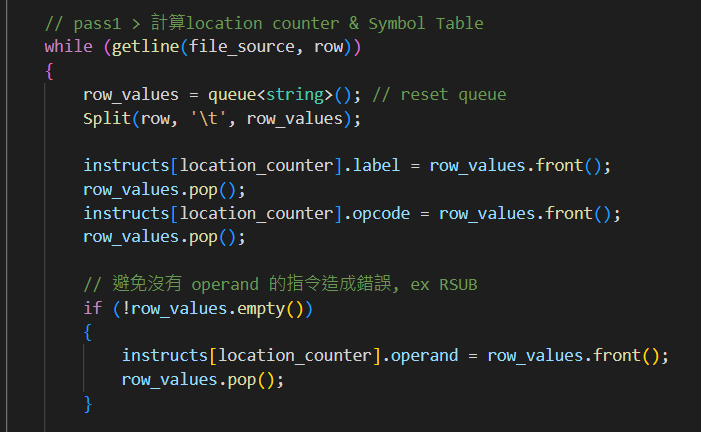 // pass1 > 計算location counter & Symbol Table
while (getline(file_source, row))
{
row_values = queue<string>(); // reset queue
Split(row, '\t', row_values);
instructs[location_counter].label = row_values.front();
row_values.pop();
instructs[location_counter].opcode = row_values.front();
row_values.pop();
// 避免沒有 operand 的指令造成錯誤, ex RSUB
if (!row_values.empty())
{
instructs[location_counter].operand = row_values.front();
row_values.pop();
}